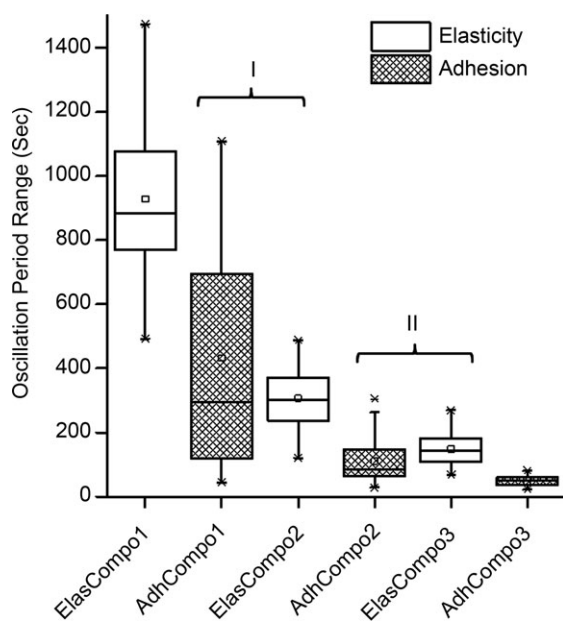 Elasticity
Adhesion
Oscillation Period Range (Sec)
1400
1200
1000
800
600
400
200
0
I
II
ElasCompo1
AdhCompo1
ElasCompo2
AdhCompo2
ElasCompo3
AdhCompo3